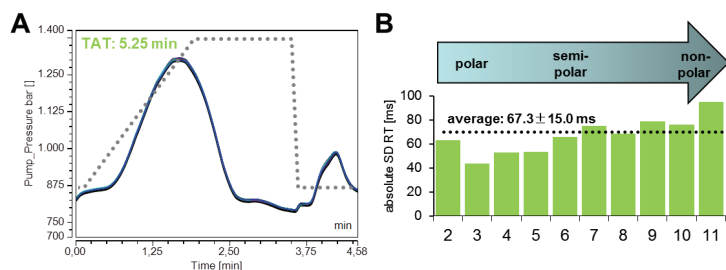 A
TAT: 5.25 min
Pump_Pressure bar []
1.400
1.250
1.125
1.000
875
750
700
min
0,00
1,25
2,50
3,75
4,58
Time [min]
B
polar
semi-
polar
non-
polar
absolute SD RT [ms]
100
80
60
40
20
0
average: 67.3 ± 15.0 ms
2 3 4 5 6 7 8 9 10 11